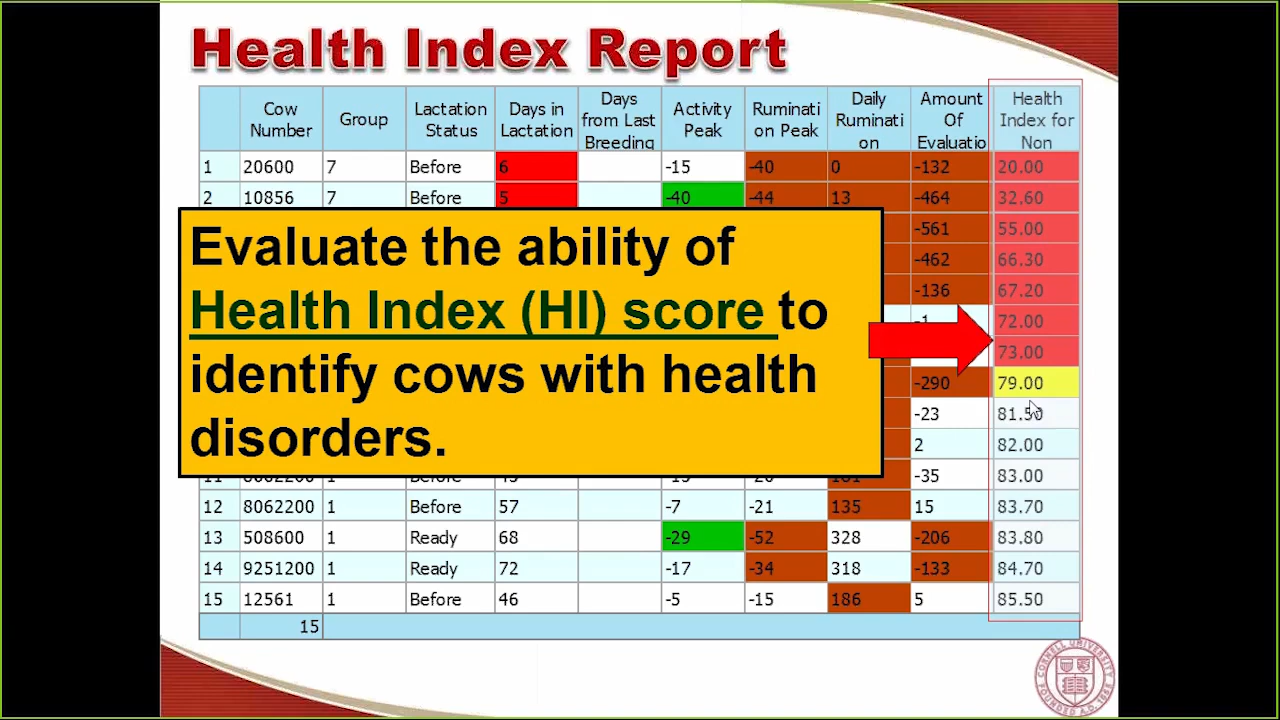 Health Index Report
Cow Number Group Lactation Status Days in Lactation Days from Last Breeding Activity Peak Ruminati on Peak Daily Ruminati on Amount Of Evaluatio Health Index for Non
1 20600 7 Before 6 -15 -40 0 -132 20.00
2 10856 7 Before 5 -40 -44 13 -464 32.60
-561 55.00
-462 66.30
-136 67.20
-1 72.00
73.00
-290 79.00
-23 81.50
2 82.00
-35 83.00
Evaluate the ability of
Health Index (HI) score to
identify cows with health
disorders.
12 8062200 1 Before 57 -7 -21 135 15 83.70
13 508600 1 Ready 68 -29 -52 328 -206 83.80
14 9251200 1 Ready 72 -17 -34 318 -133 84.70
15 12561 1 Before 46 -5 -15 186 5 85.50
15
CORNELL UNIVERSITY
FOUNDED A.D. 1865